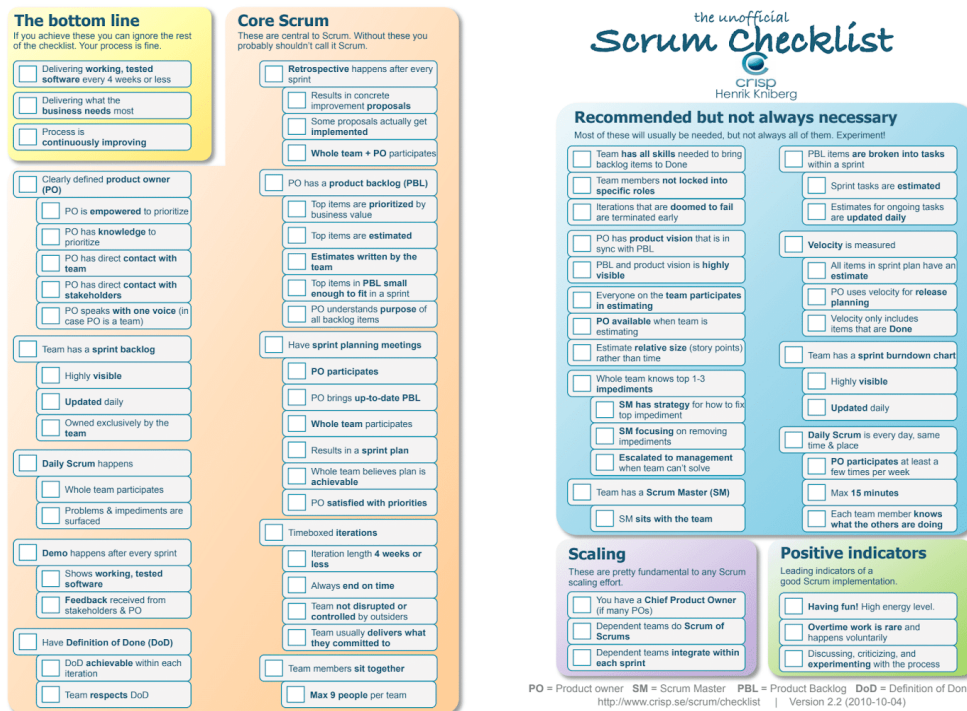 The bottom line
If you achieve these you can ignore the rest
of the checklist. Your process is fine.
Delivering working, tested
software every 4 weeks or less
Delivering what the
business needs most
Process is
continuously improving
Clearly defined product owner
(PO)
PO is empowered to prioritize
PO has knowledge to
prioritize
PO has direct contact with
team
PO has direct contact with
stakeholders
PO speaks with one voice (in
case PO is a team)
Team has a sprint backlog
Highly visible
Updated daily
Owned exclusively by the
team
Daily Scrum happens
Whole team participates
Problems & impediments are
surfaced
Demo happens after every sprint
Shows working, tested
software
Feedback received from
stakeholders & PO
Have Definition of Done (DoD)
DoD achievable within each
iteration
Team respects DoD
Core Scrum
These are central to Scrum. Without these you
probably shouldn't call it Scrum.
Retrospective happens after every
sprint
Results in concrete
improvement proposals
Some proposals actually get
implemented
Whole team + PO participates
PO has a product backlog (PBL)
Top items are prioritized by
business value
Top items are estimated
Estimates written by the
team
Top items in PBL small
enough to fit in a sprint
PO understands purpose of
all backlog items
Have sprint planning meetings
PO participates
PO brings up-to-date PBL
Whole team participates
Results in a sprint plan
Whole team believes plan is
achievable
PO satisfied with priorities
Timeboxed iterations
Iteration length 4 weeks or
less
Always end on time
Team not disrupted or
controlled by outsiders
Team usually delivers what
they committed to
Team members sit together
Max 9 people per team
the unofficial
Scrum Checklist
crisp
Henrik Kniberg
Recommended but not always necessary
Most of these will usually be needed, but not always all of them. Experiment!
Team has all skills needed to bring
backlog items to Done
Team members not locked into
specific roles
Iterations that are doomed to fail
are terminated early
PO has product vision that is in
sync with PBL
PBL and product vision is highly
visible
Everyone on the team participates
in estimating
PO available when team is
estimating
Estimate relative size (story points)
rather than time
Whole team knows top 1-3
impediments
SM has strategy for how to fix
top impediment
SM focusing on removing
impediments
Escalated to management
when team can't solve
Team has a Scrum Master (SM)
SM sits with the team
PBL items are broken into tasks
within a sprint
Sprint tasks are estimated
Estimates for ongoing tasks
are updated daily
Velocity is measured
All items in sprint plan have an
estimate
PO uses velocity for release
planning
Velocity only includes
items that are Done
Team has a sprint burndown chart
Highly visible
Updated daily
Daily Scrum is every day, same
time & place
PO participates at least a
few times per week
Max 15 minutes
Each team member knows
what the others are doing
Scaling
These are pretty fundamental to any Scrum
scaling effort.
You have a Chief Product Owner
(if many POs)
Dependent teams do Scrum of
Scrums
Dependent teams integrate within
each sprint
Positive indicators
Leading indicators of a
good Scrum implementation.
Having fun! High energy level.
Overtime work is rare and
happens voluntarily
Discussing, criticizing, and
experimenting with the process
PO = Product owner SM = Scrum Master PBL = Product Backlog DoD = Definition of Don
http://www.crisp.se/scrum/checklist | Version 2.2 (2010-10-04)